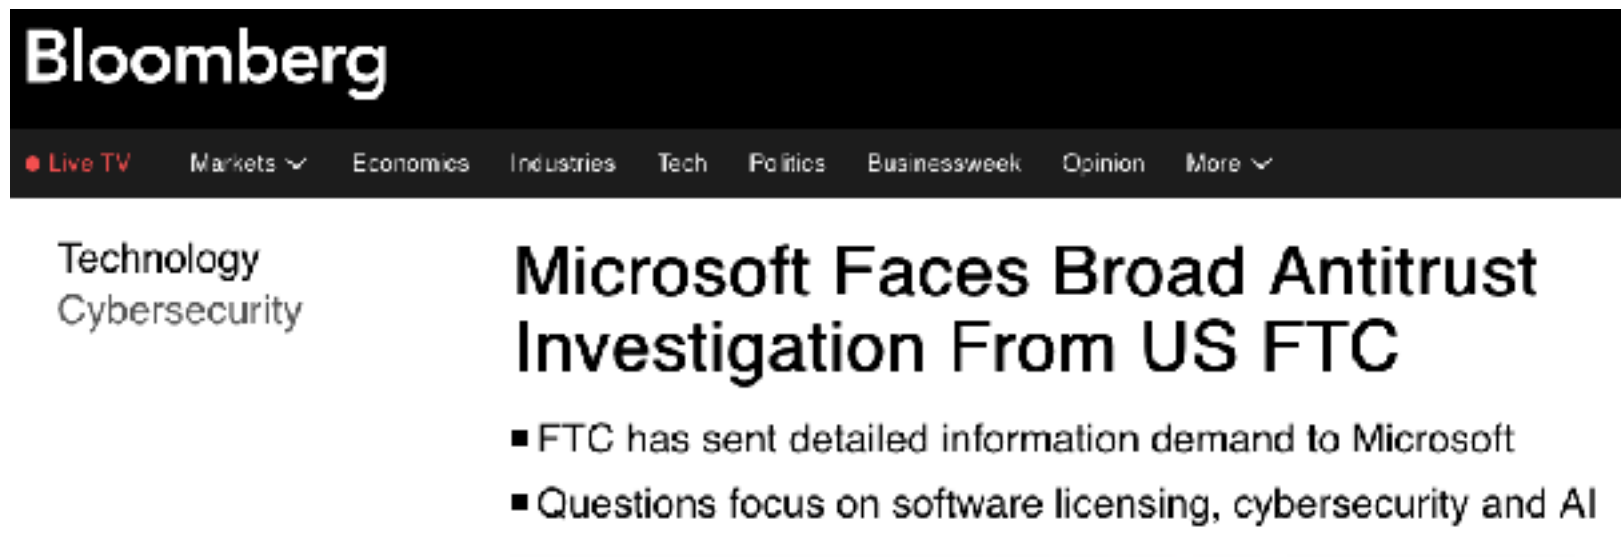 Bloomberg
Live TV Markets Economics Industries Tech Politics Businessweek Opinion More
Technology
Cybersecurity
Microsoft Faces Broad Antitrust
Investigation From US FTC
FTC has sent detailed information demand to Microsoft
Questions focus on software licensing, cybersecurity and AI